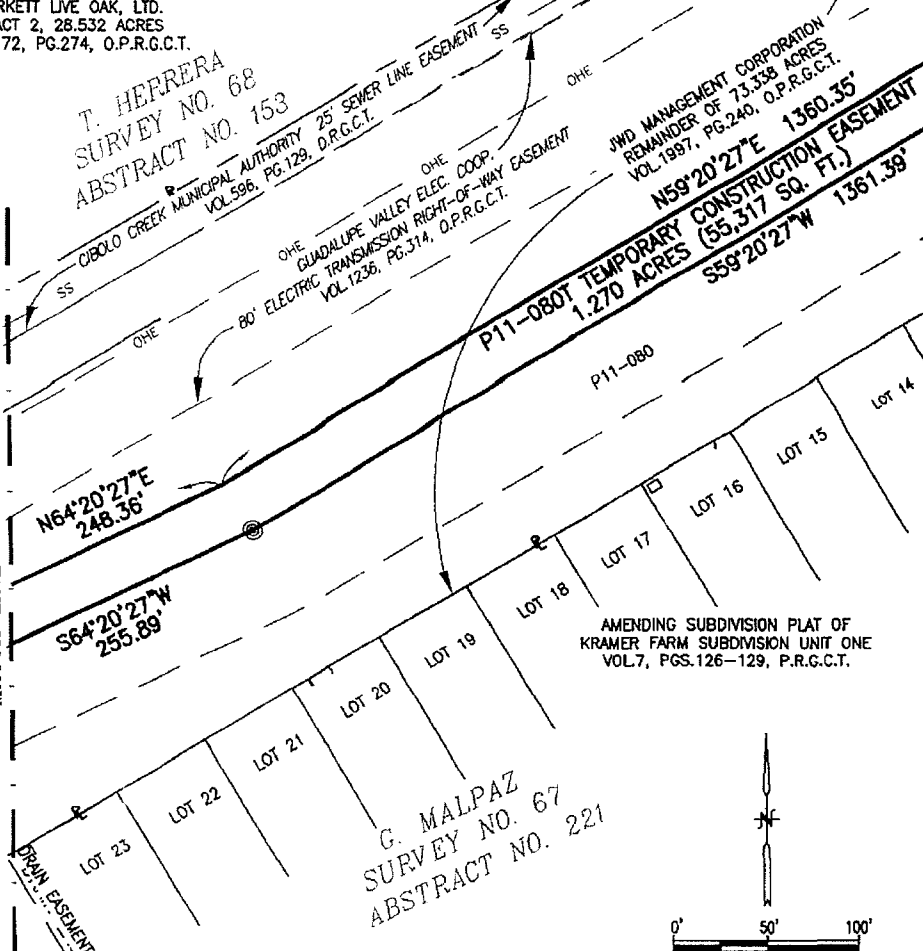 RKETT LIVE OAK, LTD.
ACT 2, 28.532 ACRES
72, PG.274, O.P.R.G.C.T.
T. HERRERA
SURVEY NO. 68
ABSTRACT NO. 153
CIBOLO CREEK MUNICIPAL AUTHORITY 25' SEWER LINE EASEMENT
VOL.596, PG.129, D.R.G.C.T.
SS
SS
OHE
OHE
OHE
OHE
GUADALUPE VALLEY ELEC. COOP.
80' ELECTRIC TRANSMISSION RIGHT-OF-WAY EASEMENT
VOL.1236, PG.314, O.P.R.G.C.T.
JWD MANAGEMENT CORPORATION
REMAINDER OF 73.338 ACRES
VOL.1997, PG.240, O.P.R.G.C.T.
N59°20'27"E 1360.35'
P11-080T TEMPORARY CONSTRUCTION EASEMENT
1.270 ACRES (55,317 SQ. FT.)
S59°20'27"W 1361.39'
P11-080
N64°20'27"E
248.36'
S64°20'27"W
255.89'
LOT 14
LOT 15
LOT 16
LOT 17
LOT 18
LOT 19
LOT 20
LOT 21
LOT 22
LOT 23
AMENDING SUBDIVISION PLAT OF
KRAMER FARM SUBDIVISION UNIT ONE
VOL.7, PGS.126-129, P.R.G.C.T.
G. MALPAZ
SURVEY NO. 67
ABSTRACT NO. 221
DRAIN EASEMENT
N
0' 50' 100'